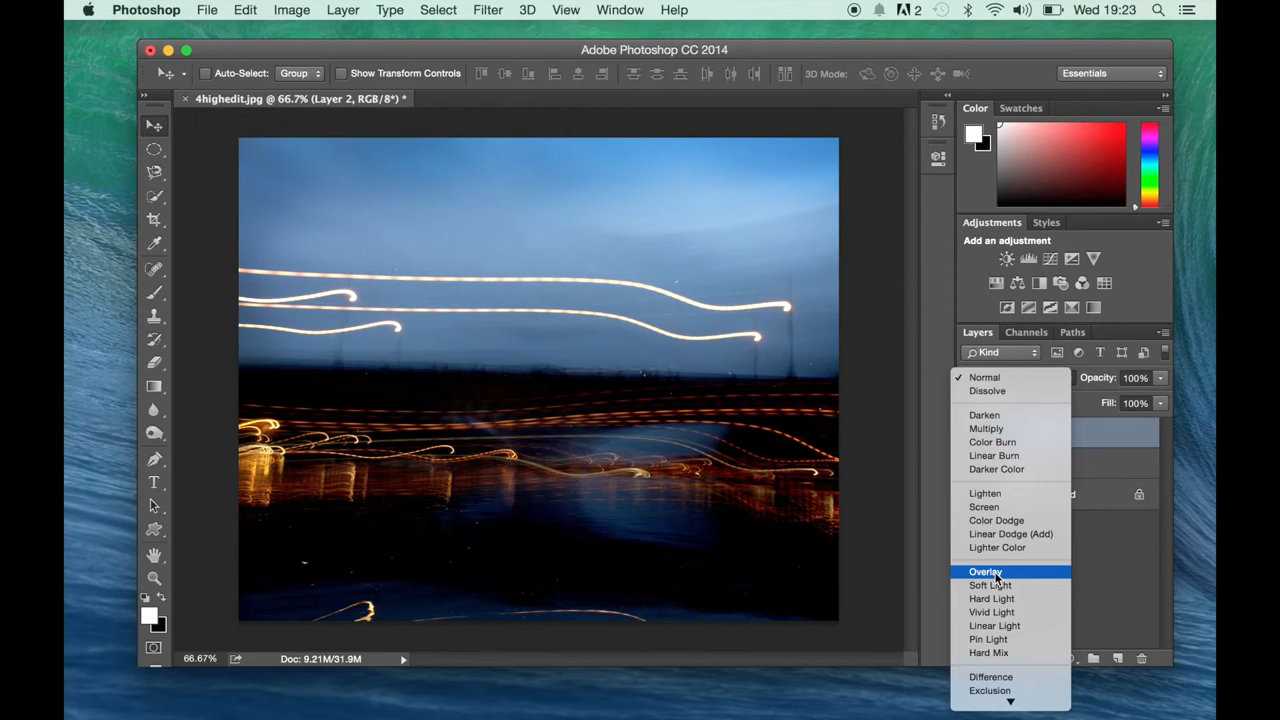 Photoshop File Edit Image Layer Type Select Filter 3D View Window Help 2 Wed 19:23
Adobe Photoshop CC 2014
Auto-Select: Group Show Transform Controls 3D Mode: Essentials
4highedit.jpg @ 66.7% (Layer 2, RGB/8*) *
Color Swatches
Adjustments Styles
Add an adjustment
Layers Channels Paths
Kind
Normal Opacity: 100%
Dissolve
Fill: 100%
Darken
Multiply
Color Burn
Linear Burn
Darker Color
Lighten
Screen
Color Dodge
Linear Dodge (Add)
Lighter Color
Overlay
Soft Light
Hard Light
Vivid Light
Linear Light
Pin Light
Hard Mix
66.67% Doc: 9.21M/31.9M
Difference
Exclusion